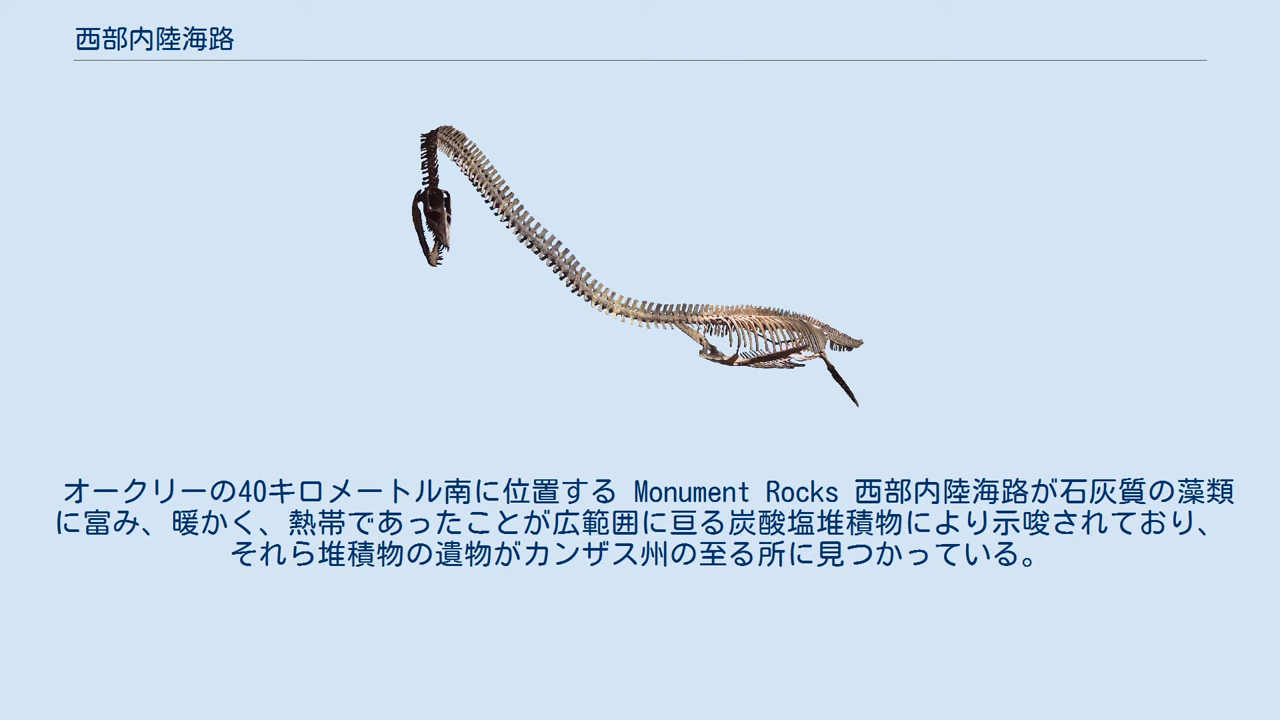 西部内陸海路
オークリーの40キロメートル南に位置する Monument Rocks 西部内陸海路が石灰質の藻類
に富み、暖かく、熱帯であったことが広範囲に亘る炭酸塩堆積物により示唆されており、
それら堆積物の遺物がカンザス州の至る所に見つかっている。